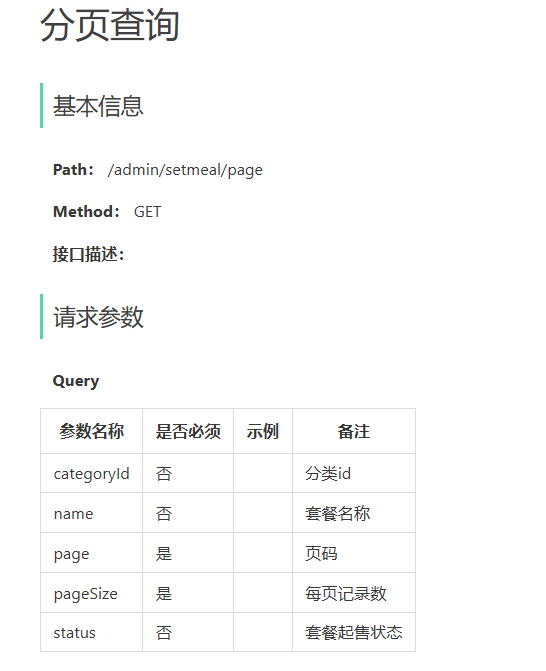 分页查询
基本信息
Path： /admin/setmeal/page
Method： GET
接口描述：
请求参数
Query
参数名称 是否必须 示例 备注
categoryId 否 分类id
name 否 套餐名称
page 是 页码
pageSize 是 每页记录数
status 否 套餐起售状态